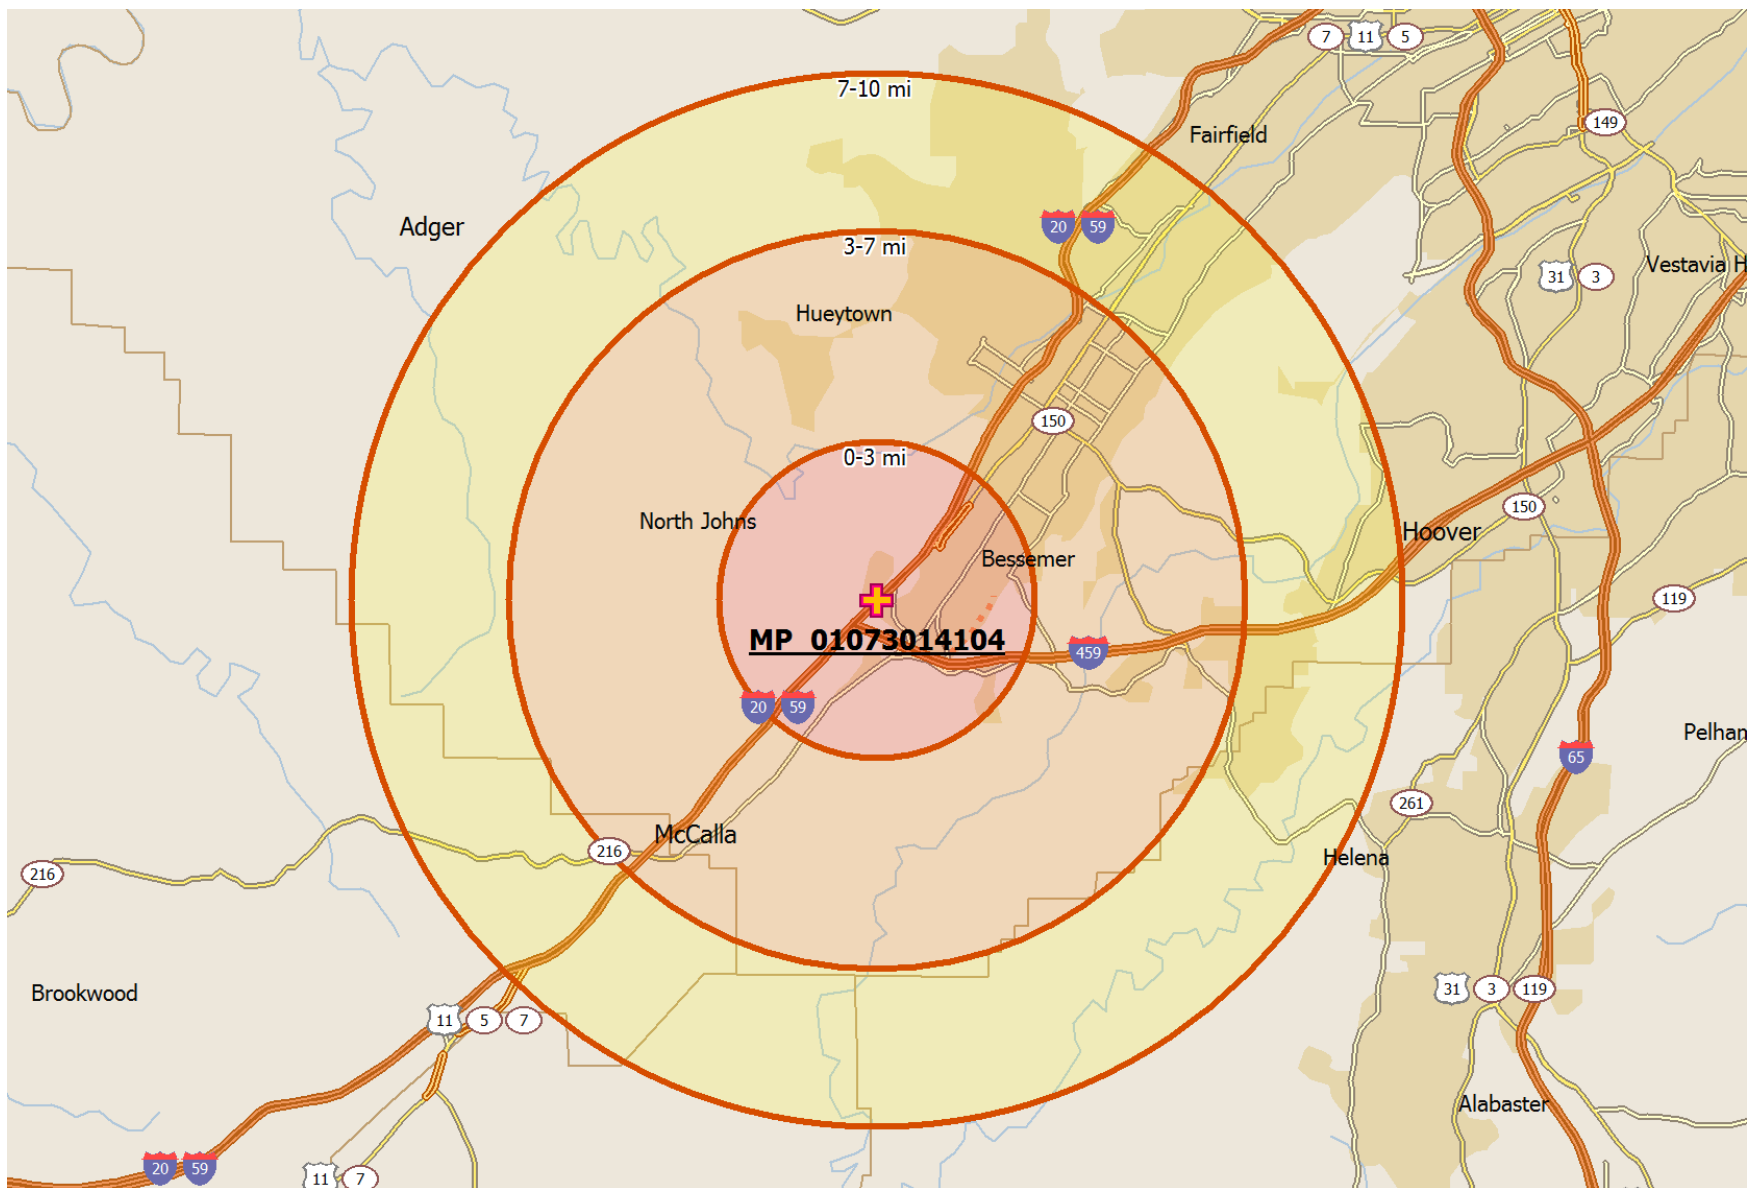 7 11 5
7-10 mi
149
Fairfield
20 59
Adger
3-7 mi
31 3
Vestavia H
Hueytown
150
0-3 mi
North Johns
150
Hoover
Bessemer
119
MP 01073014104
459
20 59
Pelham
65
261
McCalla
216
Helena
216
Brookwood
31 3 119
11 5 7
Alabaster
20 59
11 7